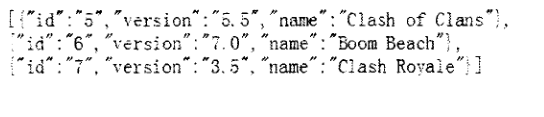 [{"id":"5","version":"5.5","name":"Clash of Clans"},
{"id":"6","version":"7.0","name":"Boom Beach"},
{"id":"7","version":"3.5","name":"Clash Royale"}]